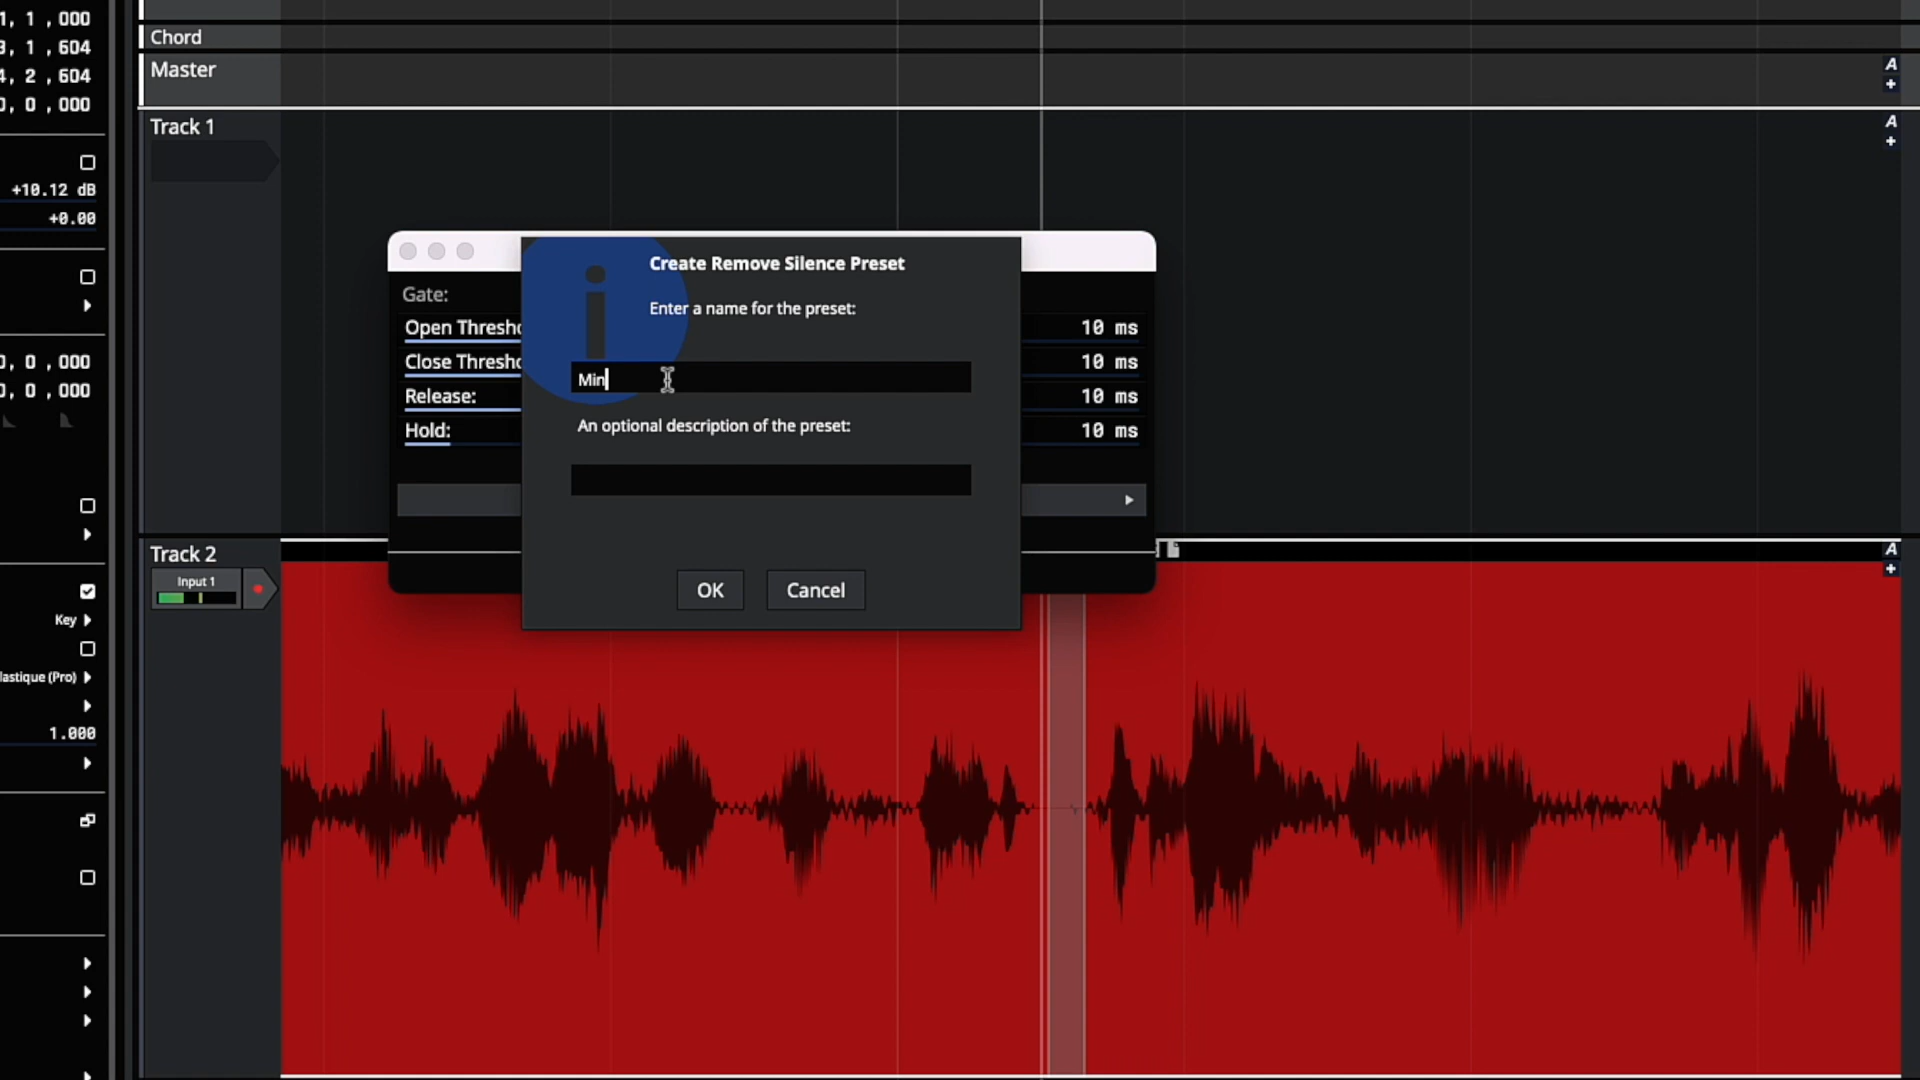 1, 1 ,000
3, 1 ,604
4, 2 ,604
0, 0 ,000
+10.12 dB
+0.00
0, 0 ,000
0, 0 ,000
Key
lastique (Pro)
1.000
Chord
Master
A
+
Track 1
A
+
Gate:
Open Thresho
10 ms
Close Thresho
10 ms
Release:
10 ms
Hold:
10 ms
Create Remove Silence Preset
Enter a name for the preset:
Min
An optional description of the preset:
OK
Cancel
Track 2
Input 1
A
+